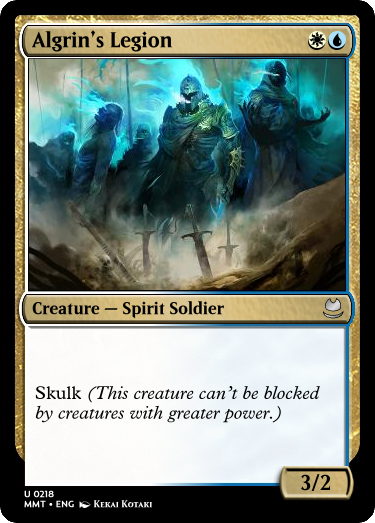 Algrin's Legion
Creature — Spirit Soldier
Skulk (This creature can't be blocked
by creatures with greater power.)
3/2
U 0218
MMT • ENG Kekai Kotaki